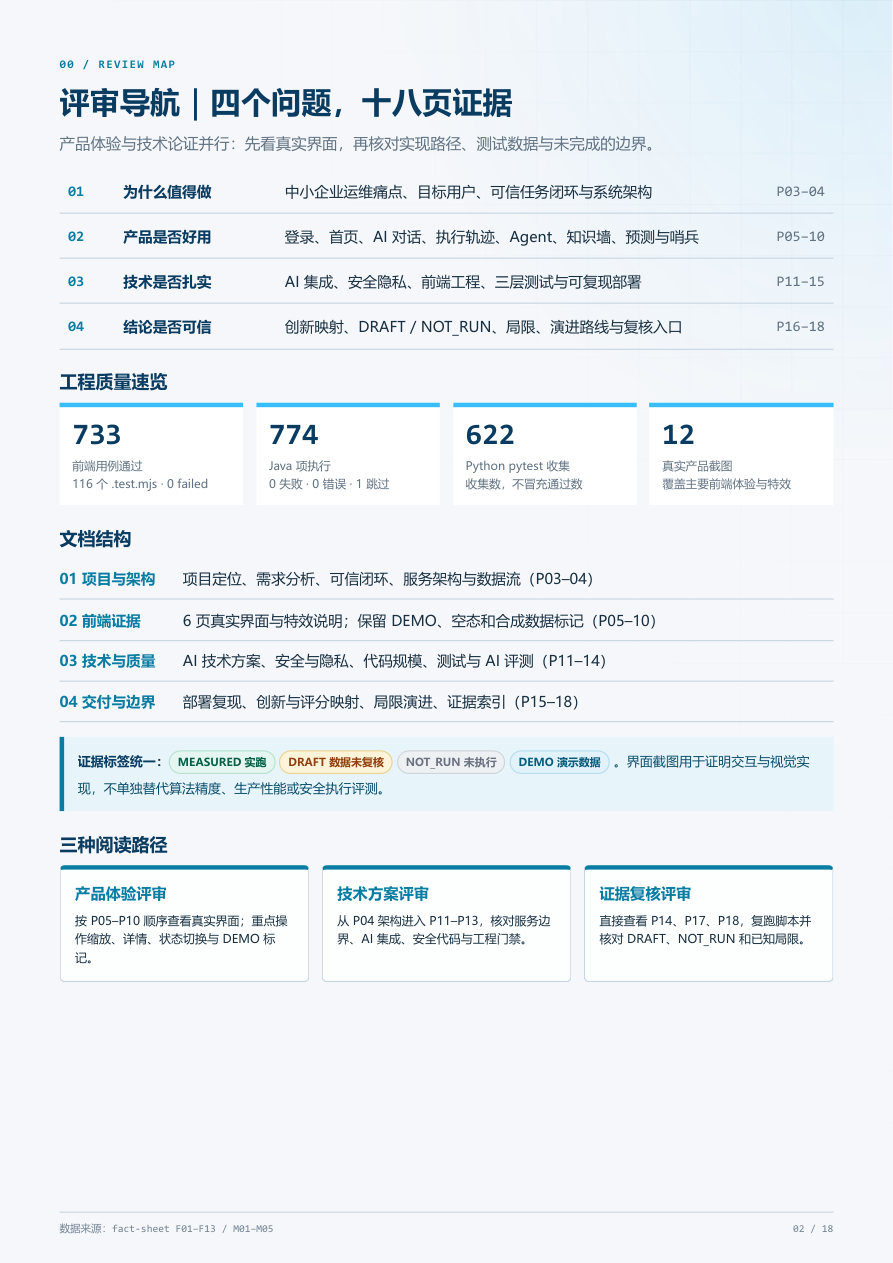 00 / REVIEW MAP
评审导航｜四个问题，十八页证据
产品体验与技术论证并行：先看真实界面，再核对实现路径、测试数据与未完成的边界。
01 为什么值得做 中小企业运维痛点、目标用户、可信任务闭环与系统架构 P03–04
02 产品是否好用 登录、首页、AI 对话、执行轨迹、Agent、知识墙、预测与哨兵 P05–10
03 技术是否扎实 AI 集成、安全隐私、前端工程、三层测试与可复现部署 P11–15
04 结论是否可信 创新映射、DRAFT / NOT_RUN、局限、演进路线与复核入口 P16–18
工程质量速览
733
前端用例通过
116 个 .test.mjs · 0 failed
774
Java 项执行
0 失败 · 0 错误 · 1 跳过
622
Python pytest 收集
收集数，不冒充通过数
12
真实产品截图
覆盖主要前端体验与特效
文档结构
01 项目与架构 项目定位、需求分析、可信闭环、服务架构与数据流（P03–04）
02 前端证据 6 页真实界面与特效说明；保留 DEMO、空态和合成数据标记（P05–10）
03 技术与质量 AI 技术方案、安全与隐私、代码规模、测试与 AI 评测（P11–14）
04 交付与边界 部署复现、创新与评分映射、局限演进、证据索引（P15–18）
证据标签统一： MEASURED 实跑 DRAFT 数据未复核 NOT_RUN 未执行 DEMO 演示数据 。界面截图用于证明交互与视觉实
现，不单独替代算法精度、生产性能或安全执行评测。
三种阅读路径
产品体验评审
按 P05–P10 顺序查看真实界面；重点操
作缩放、详情、状态切换与 DEMO 标
记。
技术方案评审
从 P04 架构进入 P11–P13，核对服务边
界、AI 集成、安全代码与工程门禁。
证据复核评审
直接查看 P14、P17、P18，复跑脚本并
核对 DRAFT、NOT_RUN 和已知局限。
数据来源：fact-sheet F01–F13 / M01–M05
02 / 18